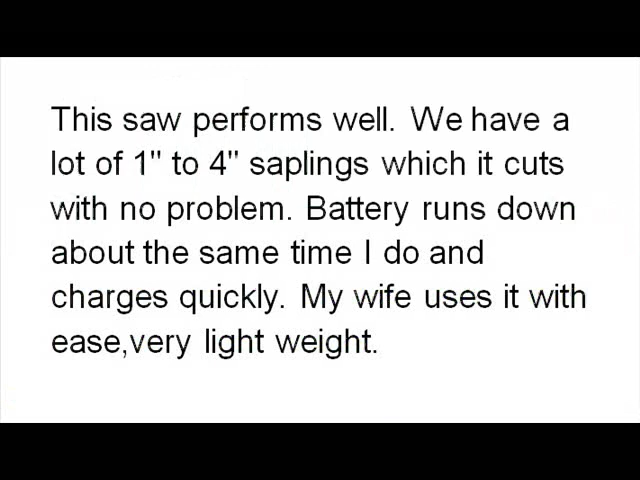 This saw performs well. We have a
lot of 1" to 4" saplings which it cuts
with no problem. Battery runs down
about the same time I do and
charges quickly. My wife uses it with
ease,very light weight.